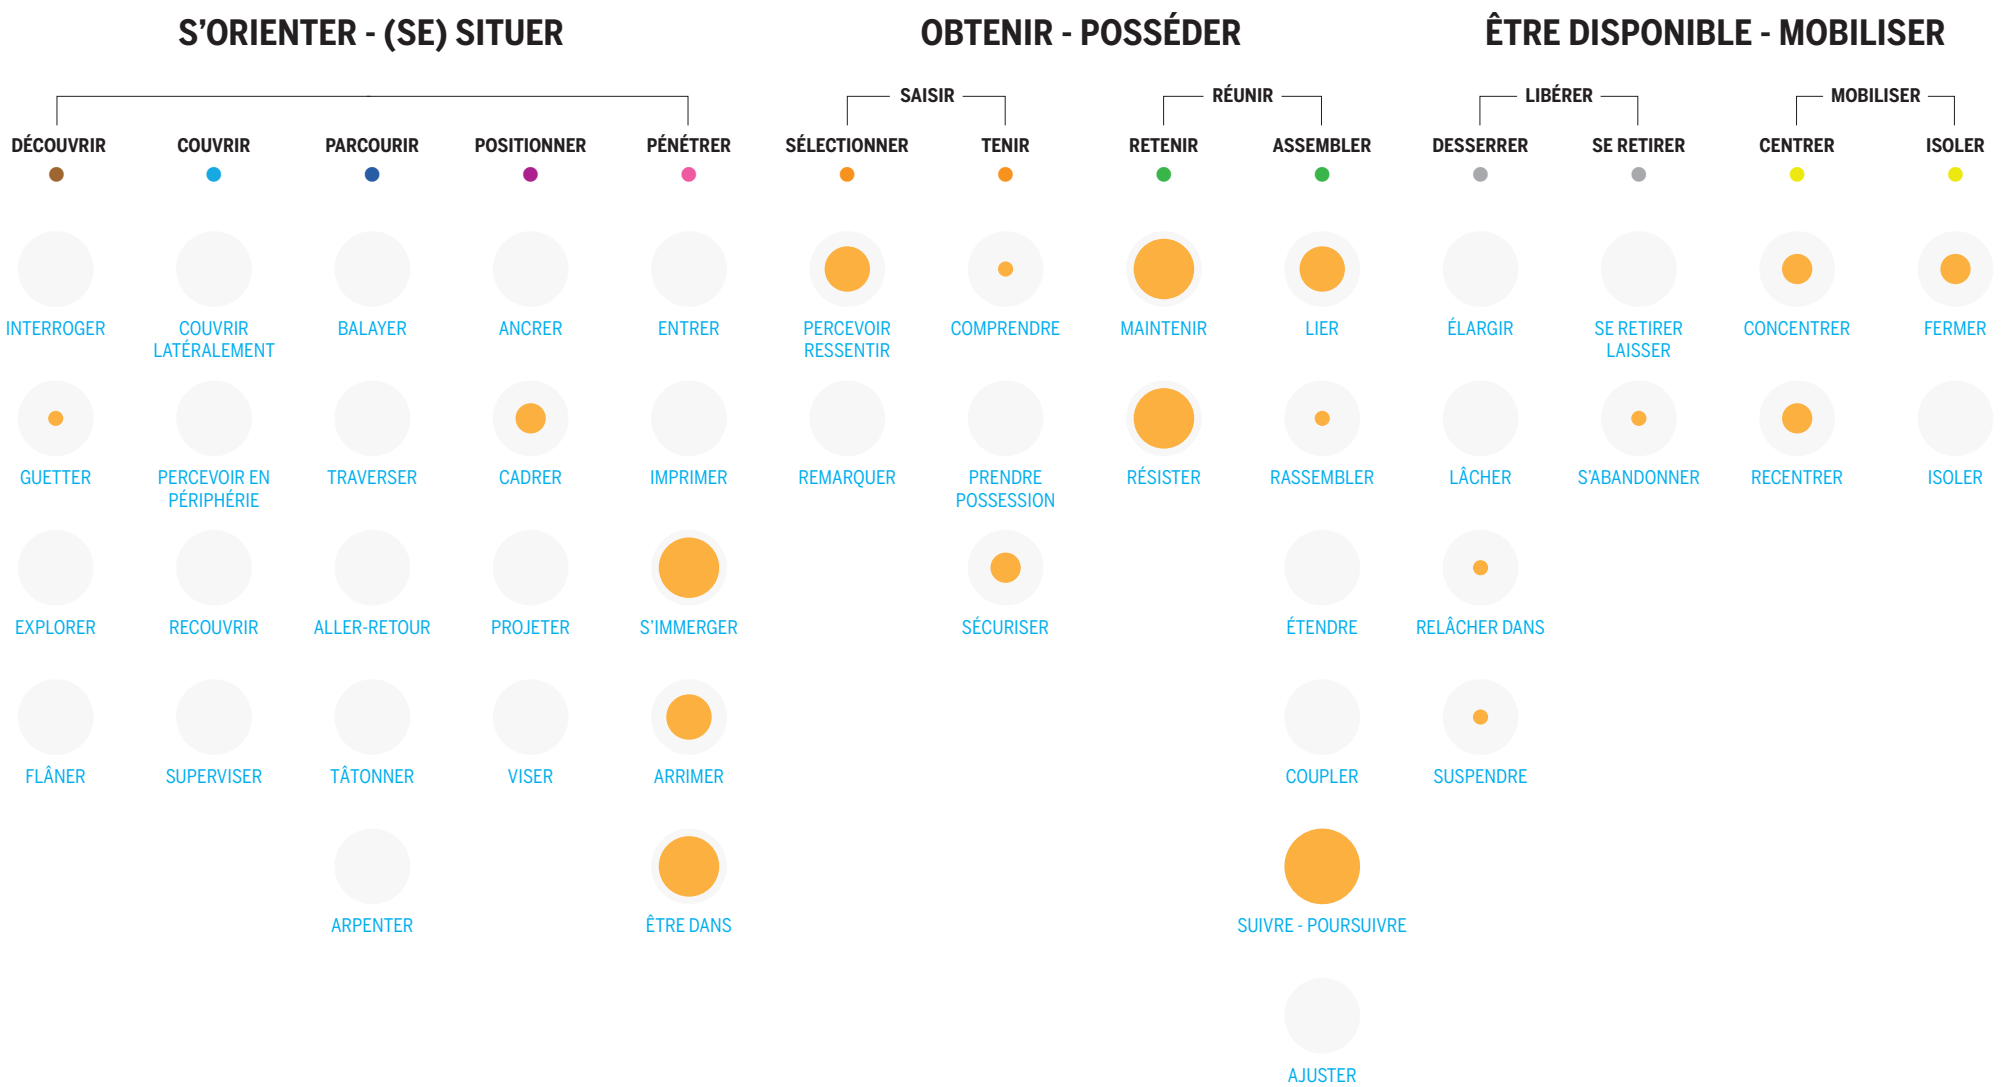 S’ORIENTER - (SE) SITUER
OBTENIR - POSSÉDER
ÊTRE DISPONIBLE - MOBILISER
SAISIR
RÉUNIR
LIBÉRER
MOBILISER
DÉCOUVRIR
COUVRIR
PARCOURIR
POSITIONNER
PÉNÉTRER
SÉLECTIONNER
TENIR
RETENIR
ASSEMBLER
DESSERRER
SE RETIRER
CENTRER
ISOLER
INTERROGER
COUVRIR
LATÉRALEMENT
BALAYER
ANCRER
ENTRER
PERCEVOIR
RESSENTIR
COMPRENDRE
MAINTENIR
LIER
ÉLARGIR
SE RETIRER
LAISSER
CONCENTRER
FERMER
GUETTER
PERCEVOIR EN
PÉRIPHÉRIE
TRAVERSER
CADRER
IMPRIMER
REMARQUER
PRENDRE
POSSESSION
RÉSISTER
RASSEMBLER
LÂCHER
S’ABANDONNER
RECENTRER
ISOLER
EXPLORER
RECOUVRIR
ALLER-RETOUR
PROJETER
S’IMMERGER
SÉCURISER
ÉTENDRE
RELÂCHER DANS
FLÂNER
SUPERVISER
TÂTONNER
VISER
ARRIMER
COUPLER
SUSPENDRE
ARPENTER
ÊTRE DANS
SUIVRE - POURSUIVRE
AJUSTER